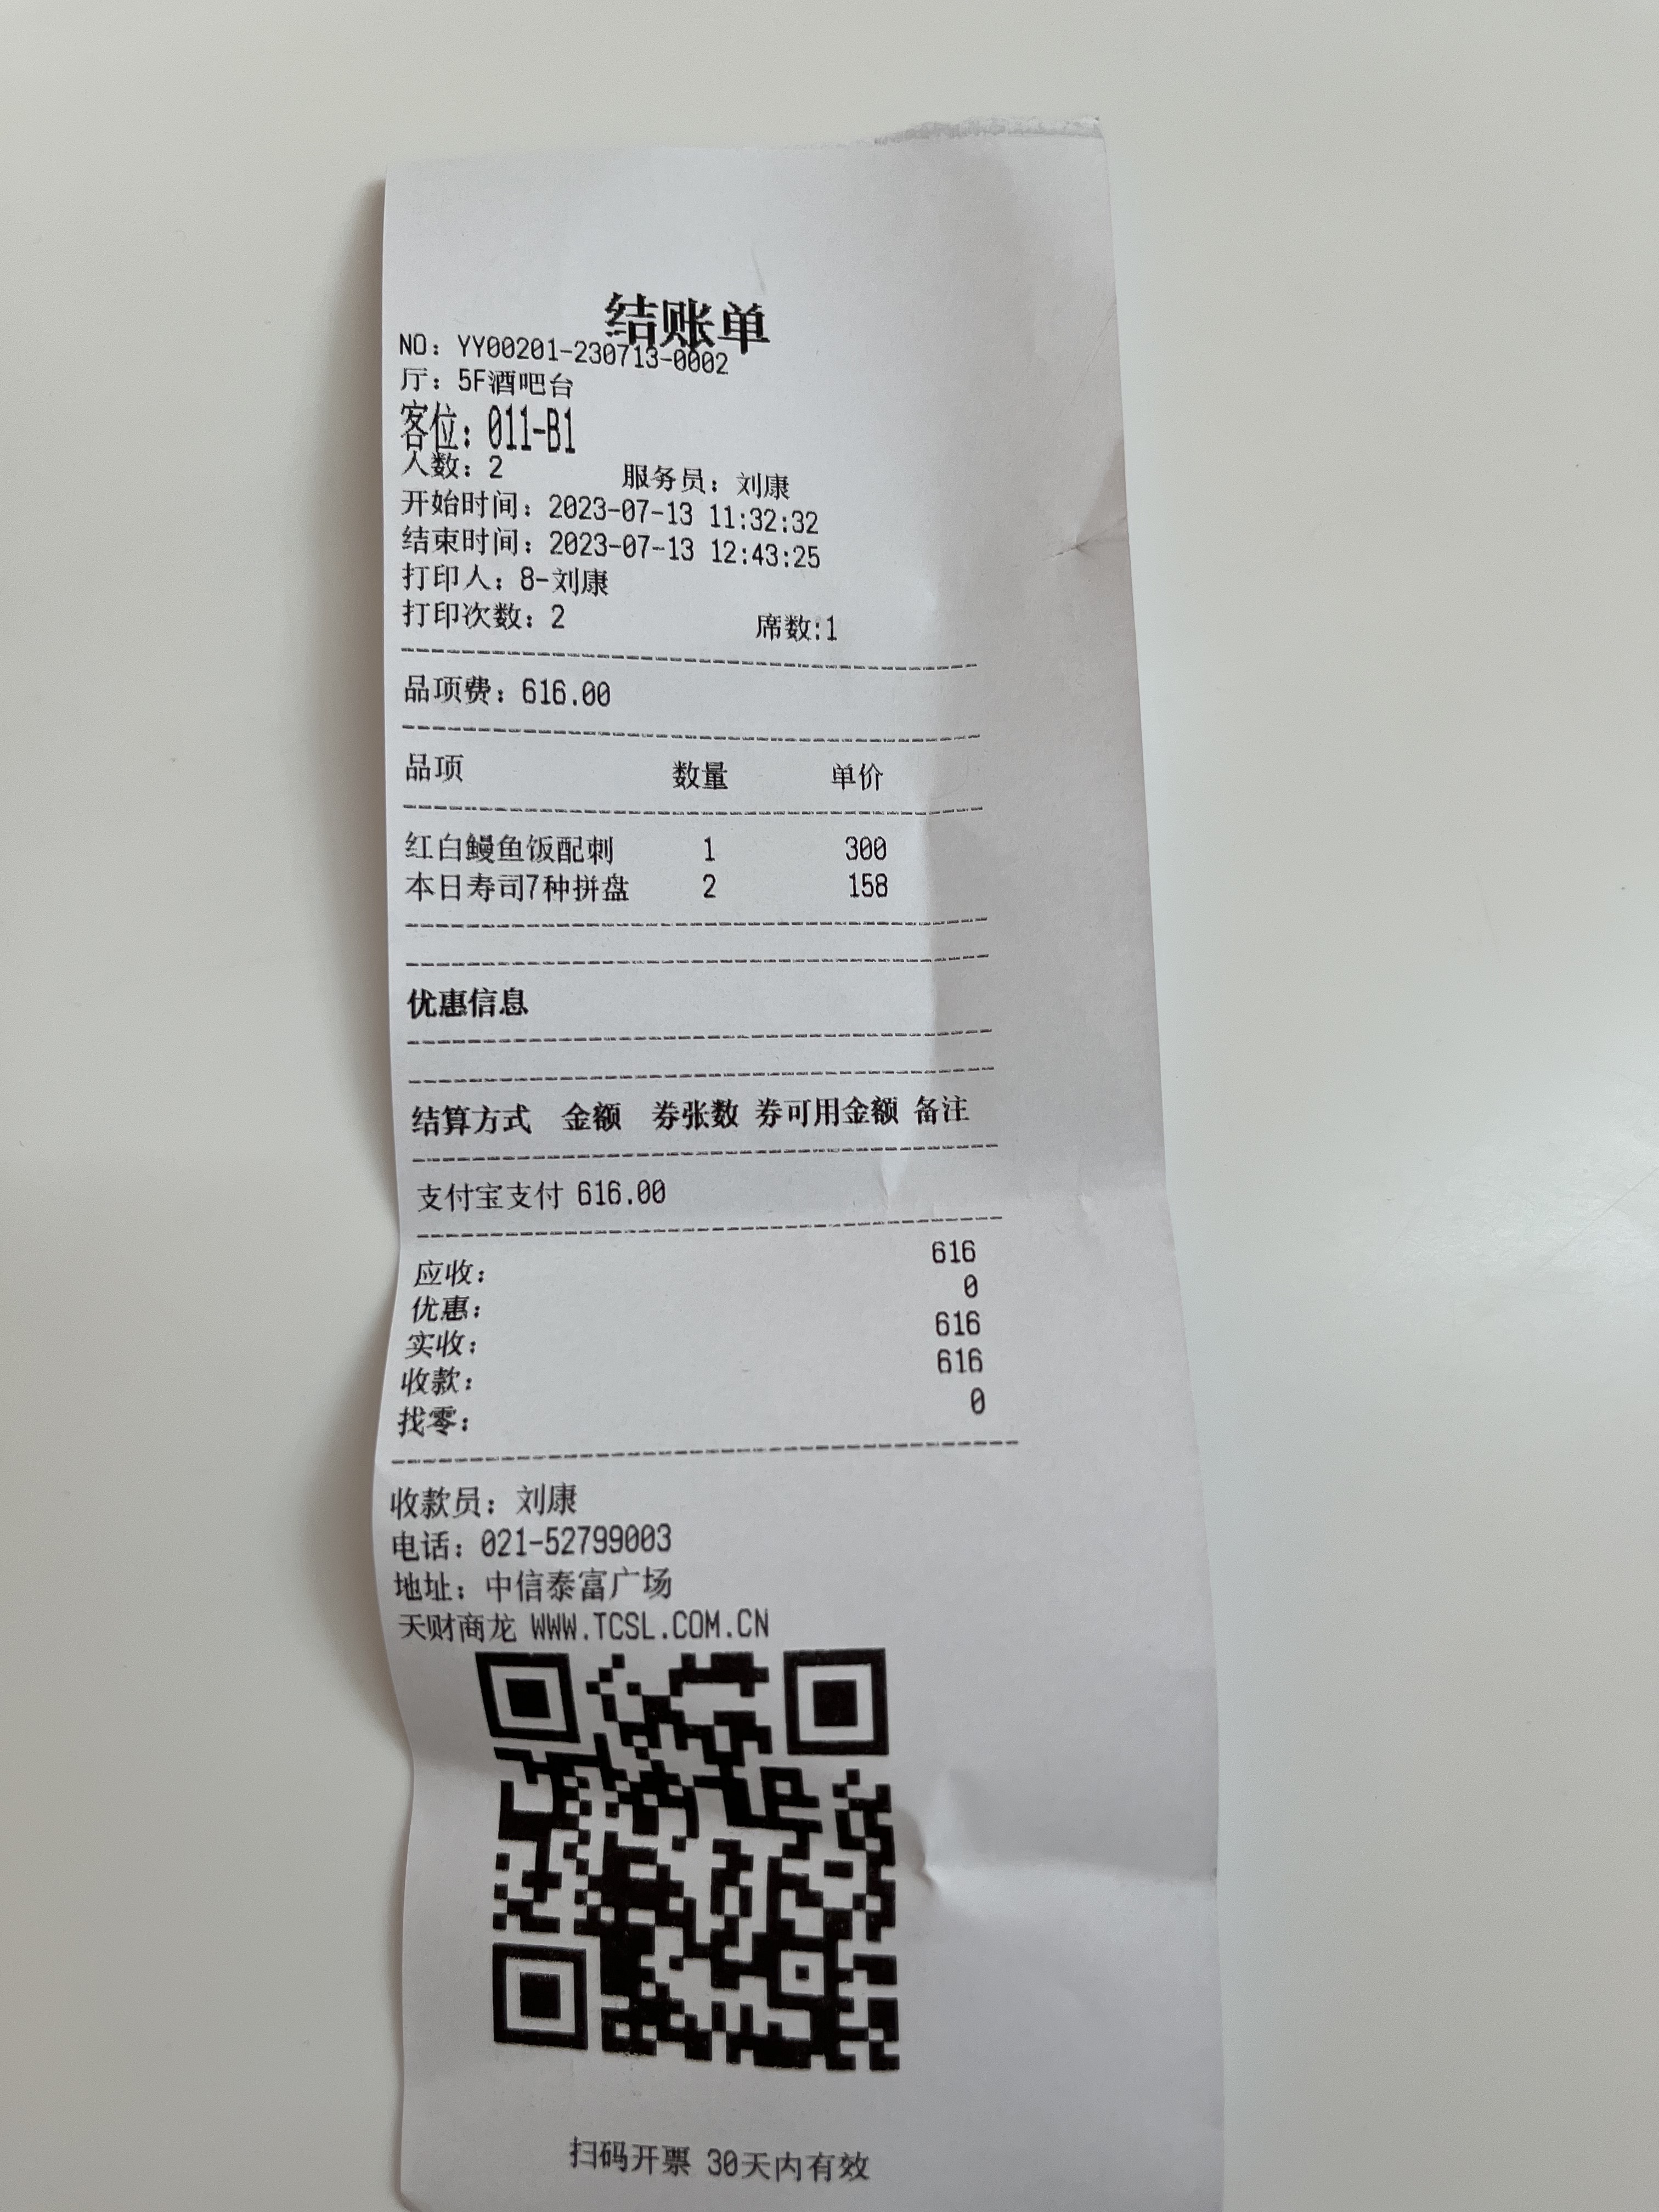 结账单
NO: YY00201-230713-0002
厅: 5F酒吧台
客位: 011-B1
人数: 2 服务员: 刘康
开始时间: 2023-07-13 11:32:32
结束时间: 2023-07-13 12:43:25
打印人: 8-刘康
打印次数: 2 席数:1
品项费: 616.00
品项 数量 单价
红白鳗鱼饭配刺 1 300
本日寿司7种拼盘 2 158
优惠信息
结算方式 金额 券张数 券可用金额 备注
支付宝支付 616.00
应收: 616
优惠: 0
实收: 616
收款: 616
找零: 0
收款员: 刘康
电话: 021-52799003
地址: 中信泰富广场
天财商龙 WWW.TCSL.COM.CN
扫码开票 30天内有效